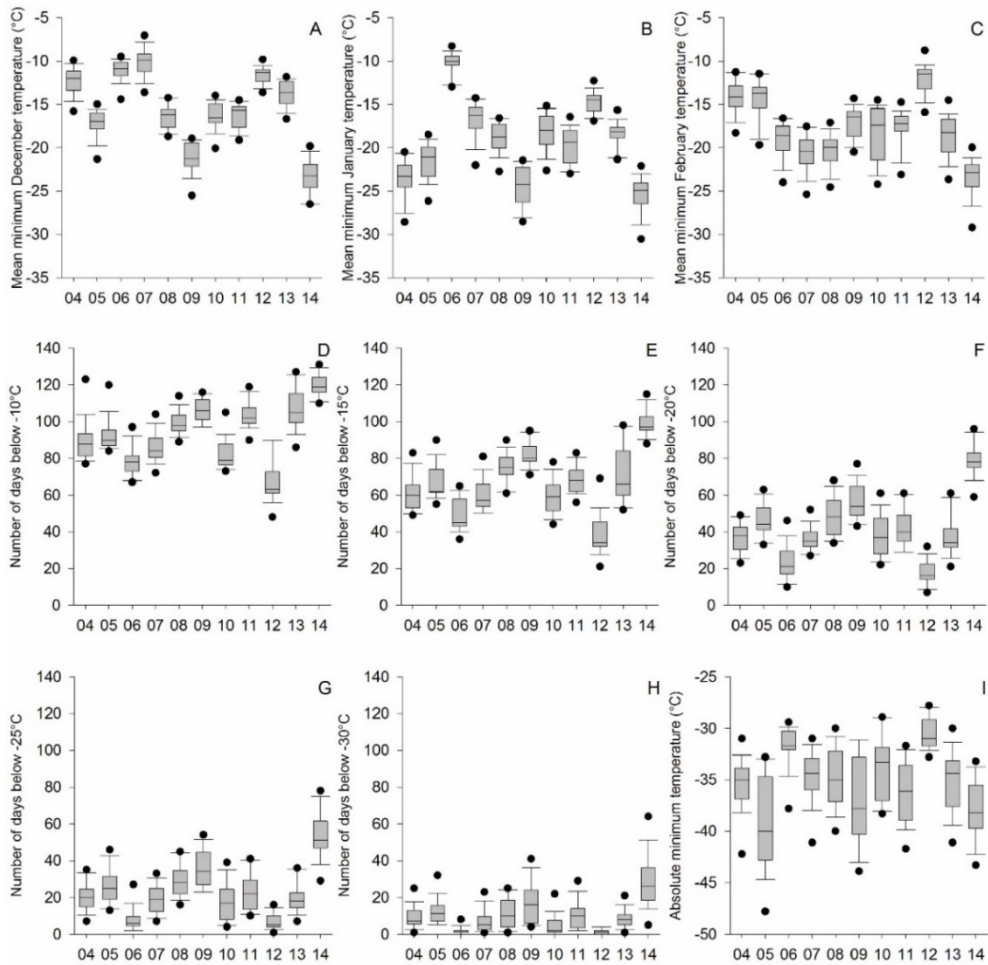 A
Mean minimum December temperature (°C)
-5
-10
-15
-20
-25
-30
-35
04 05 06 07 08 09 10 11 12 13 14
B
Mean minimum January temperature (°C)
-5
-10
-15
-20
-25
-30
-35
04 05 06 07 08 09 10 11 12 13 14
C
Mean minimum February temperature (°C)
-5
-10
-15
-20
-25
-30
-35
04 05 06 07 08 09 10 11 12 13 14
D
Number of days below -10°C
140
120
100
80
60
40
20
0
04 05 06 07 08 09 10 11 12 13 14
E
Number of days below -15°C
140
120
100
80
60
40
20
0
04 05 06 07 08 09 10 11 12 13 14
F
Number of days below -20°C
140
120
100
80
60
40
20
0
04 05 06 07 08 09 10 11 12 13 14
G
Number of days below -25°C
140
120
100
80
60
40
20
0
04 05 06 07 08 09 10 11 12 13 14
H
Number of days below -30°C
140
120
100
80
60
40
20
0
04 05 06 07 08 09 10 11 12 13 14
I
Absolute minimum temperature (°C)
-25
-30
-35
-40
-45
-50
04 05 06 07 08 09 10 11 12 13 14